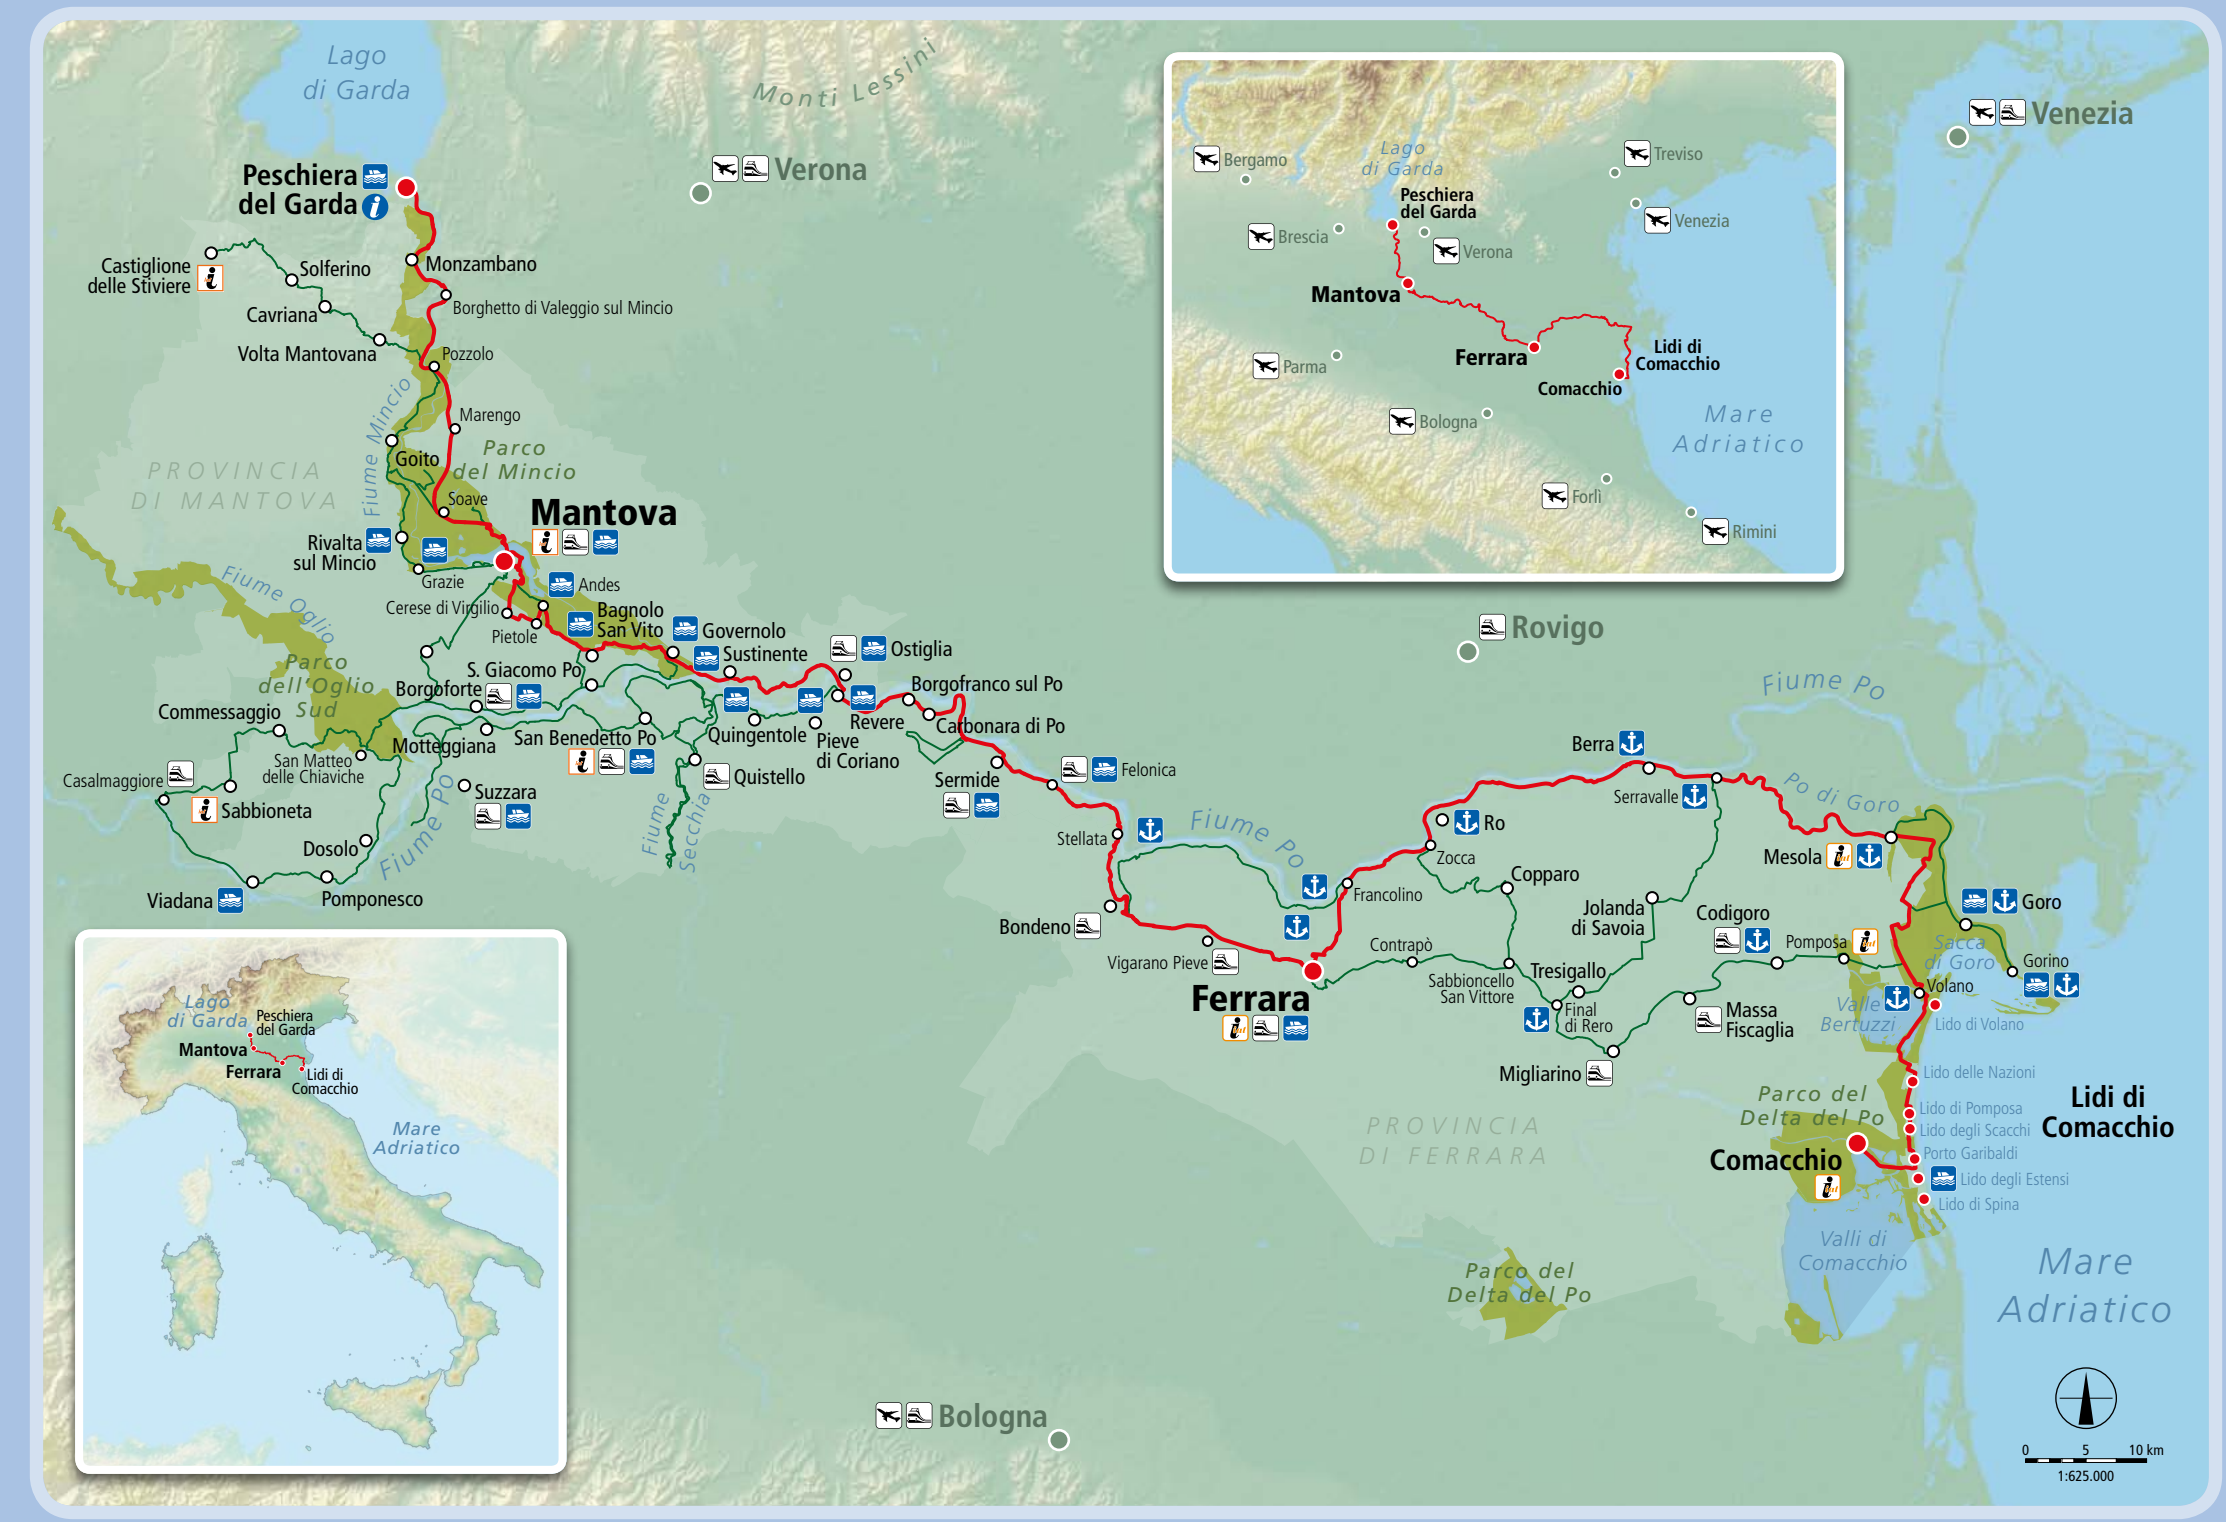 Lago
di Garda
Monti Lessini
Venezia
Verona
Peschiera
del Garda
Castiglione
delle Stiviere
Solferino
Cavriana
Volta Mantovana
Monzambano
Borghetto di Valeggio sul Mincio
Pozzolo
Fiume Mincio
Marengo
Parco
del Mincio
Goito
PROVINCIA
DI MANTOVA
Soave
Mantova
Rivalta
sul Mincio
Grazie
Fiume Oglio
Cerese di Virgilio
Andes
Pietole
Bagnolo
San Vito
Governolo
Sustinente
Ostiglia
Parco
dell'Oglio
Sud
S. Giacomo Po
Borgoforte
Borgofranco sul Po
Commessaggio
Revere
Carbonara di Po
Motteggiana
San Benedetto Po
Quingentole
Pieve
di Coriano
San Matteo
delle Chiaviche
Casalmaggiore
Sabbioneta
Suzzara
Quistello
Sermide
Felonica
Fiume Po
Fiume
Secchia
Dosolo
Viadana
Pomponesco
Stellata
Fiume Po
Bondeno
Vigarano Pieve
Ferrara
Francolino
Zocca
Ro
Berra
Serravalle
Fiume Po
Po di Goro
Rovigo
Mesola
Copparo
Jolanda
di Savoia
Codigoro
Pomposa
Goro
Sacca
di Goro
Gorino
Contrapò
Sabbioncello
San Vittore
Tresigallo
Final
di Rero
Massa
Fiscaglia
Migliarino
Volano
Valle
Bertuzzi
Lido di Volano
Lido delle Nazioni
Lido di Pomposa
Lido degli Scacchi
Porto Garibaldi
Lido degli Estensi
Lido di Spina
Lidi di
Comacchio
Parco del
Delta del Po
Comacchio
PROVINCIA
DI FERRARA
Valli di
Comacchio
Parco del
Delta del Po
Mare
Adriatico
Bologna
0 5 10 km
1:625.000
Bergamo
Lago
di Garda
Treviso
Peschiera
del Garda
Venezia
Brescia
Verona
Mantova
Ferrara
Lidi di
Comacchio
Comacchio
Parma
Bologna
Mare
Adriatico
Forlì
Rimini
Lago
di Garda
Peschiera
del Garda
Mantova
Ferrara
Lidi di
Comacchio
Mare
Adriatico